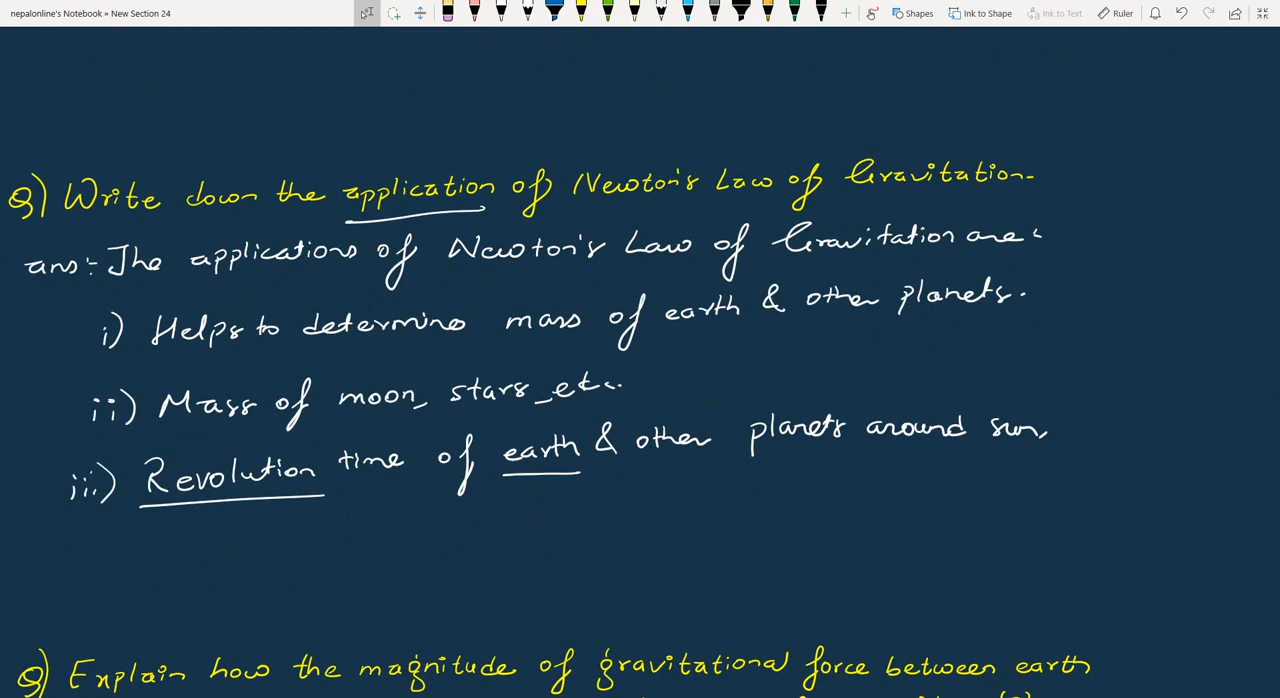 nepalonline's Notebook » New Section 24
Shapes Ink to Shape Ink to Text Ruler
Q) Write down the application of Newton's Law of Gravitation.
ans:- The applications of Newton's Law of Gravitation are:
i) Helps to determine mass of earth & other planets.
ii) Mass of moon, stars, etc.
iii) Revolution time of earth & other planets around sun,
Q) Explain how the magnitude of gravitational force between earth